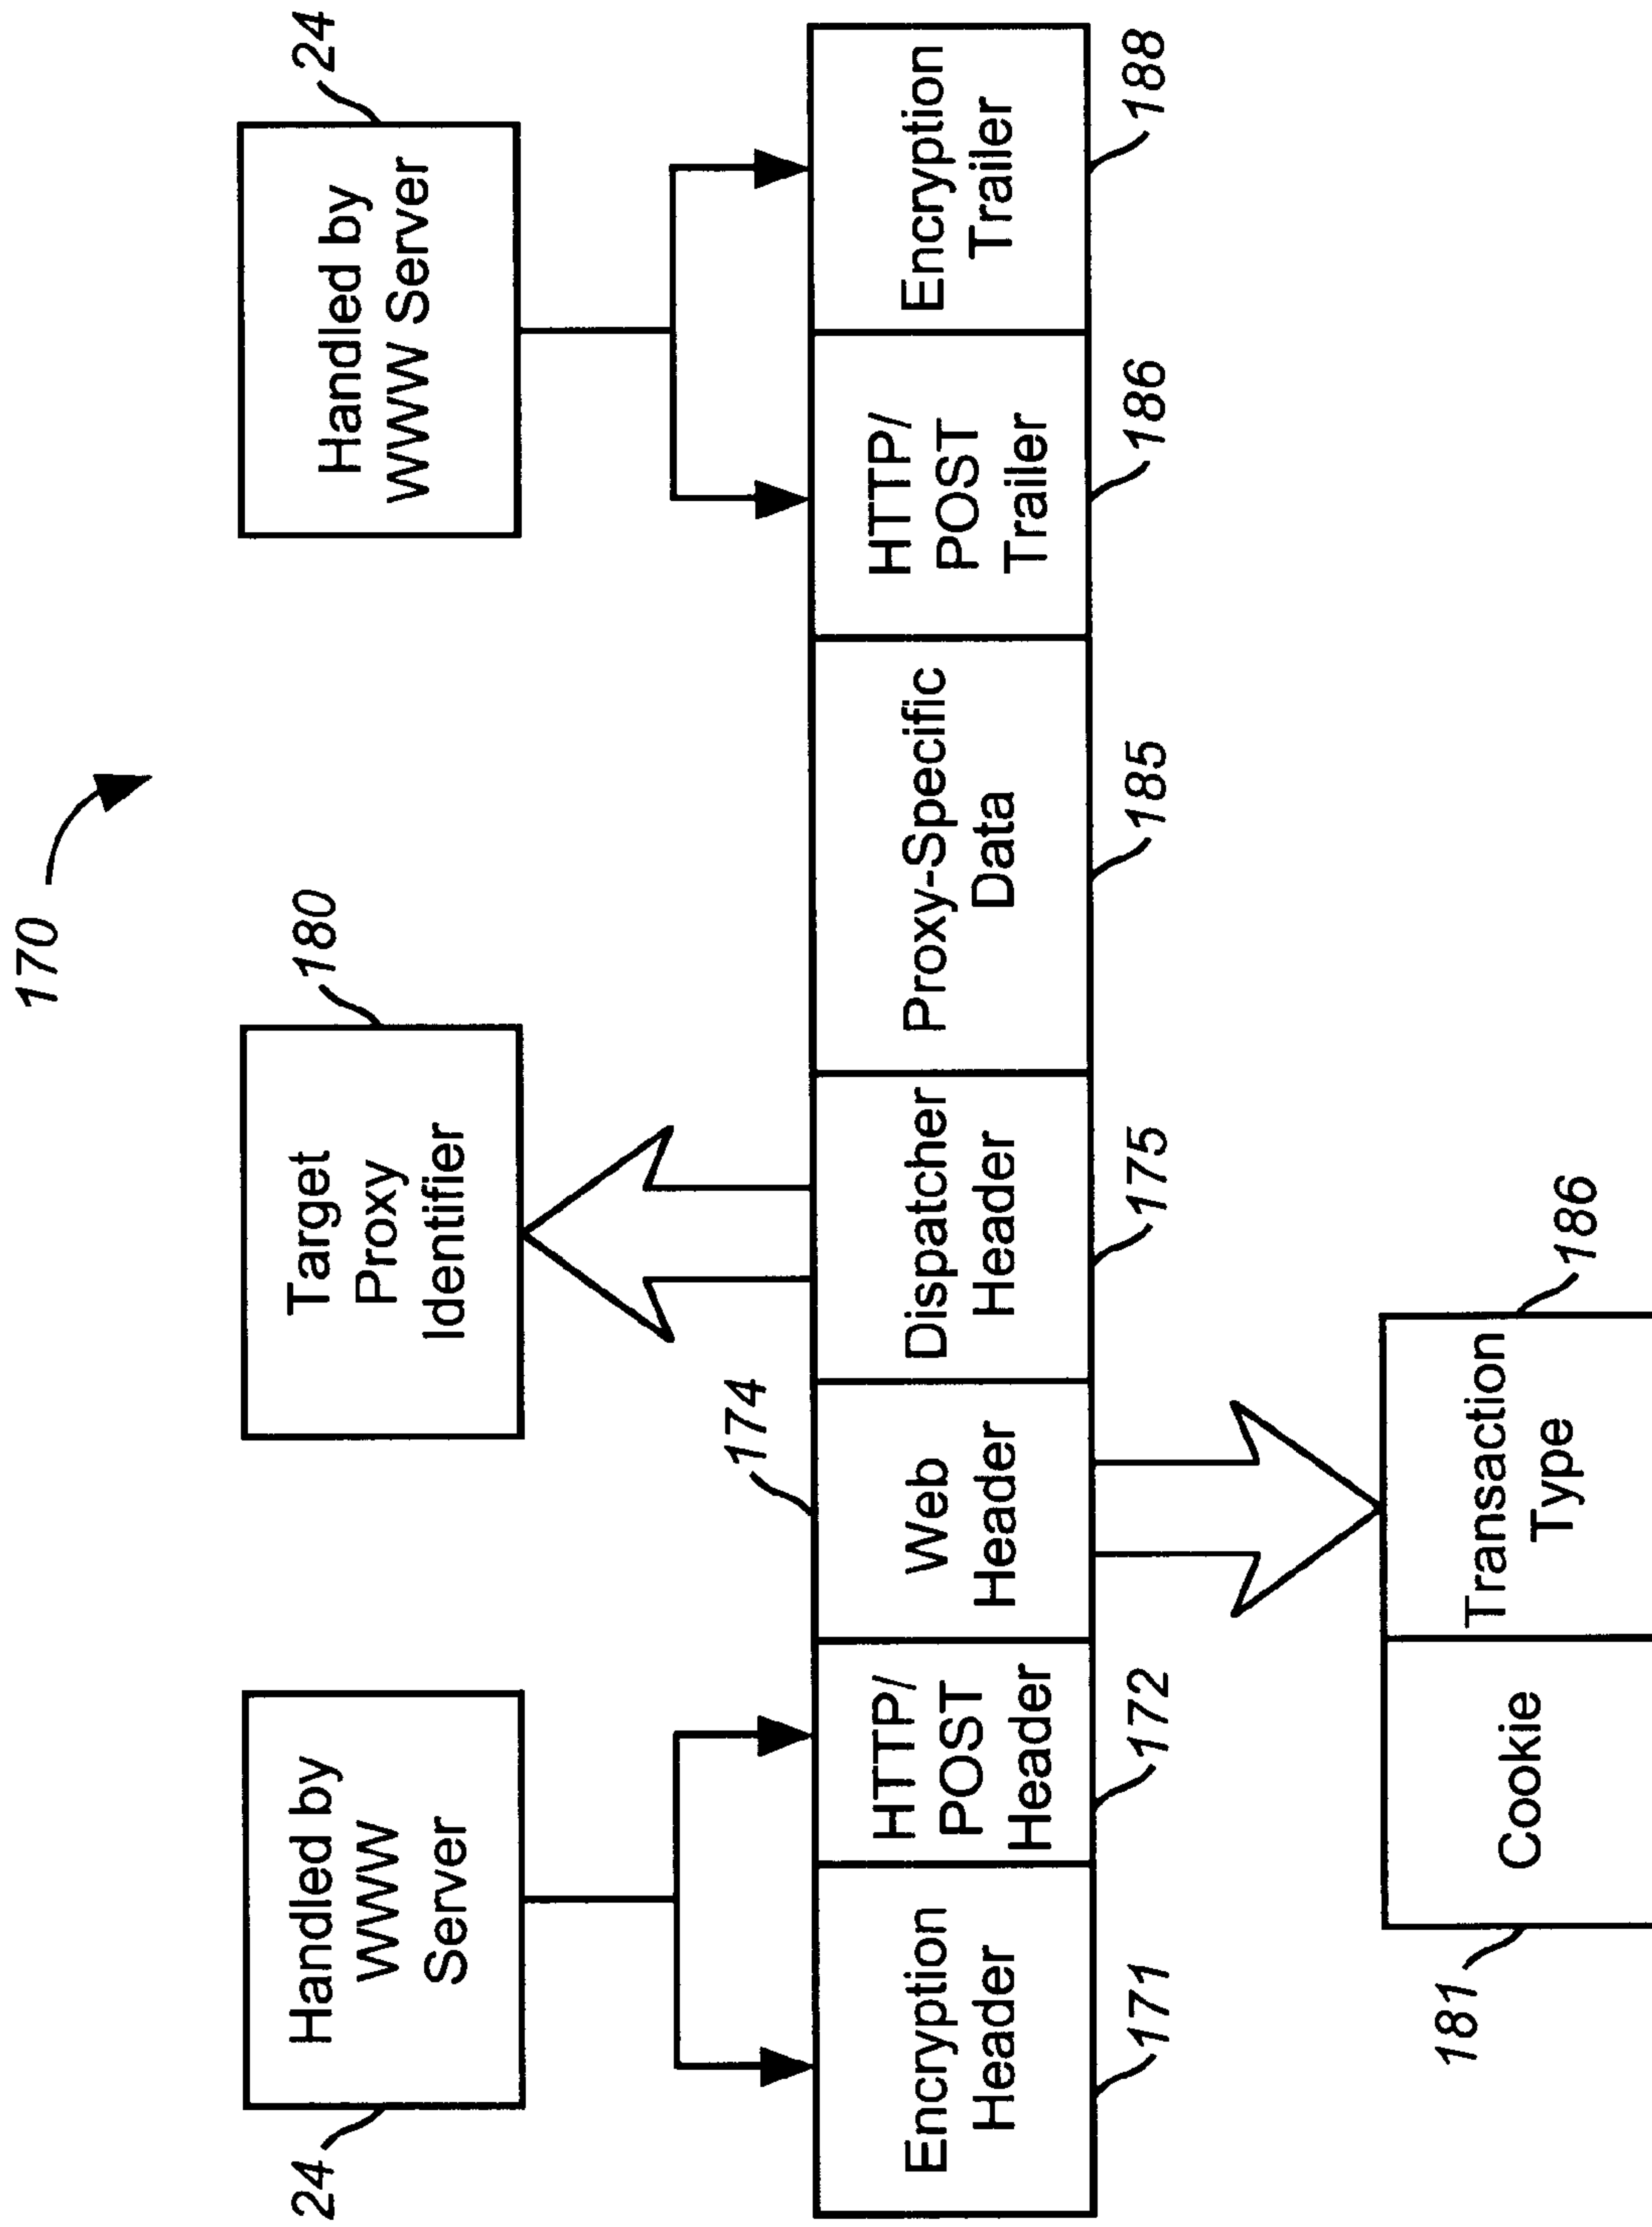 170
24
Handled by
WWW
Server
180
Target
Proxy
Identifier
24
Handled by
WWW Server
174
Encryption
Header
HTTP/
POST
Header
Web
Header
Dispatcher
Header
Proxy-Specific
Data
HTTP/
POST
Trailer
Encryption
Trailer
171
172
175
185
186
188
181
Cookie
Transaction
Type
186